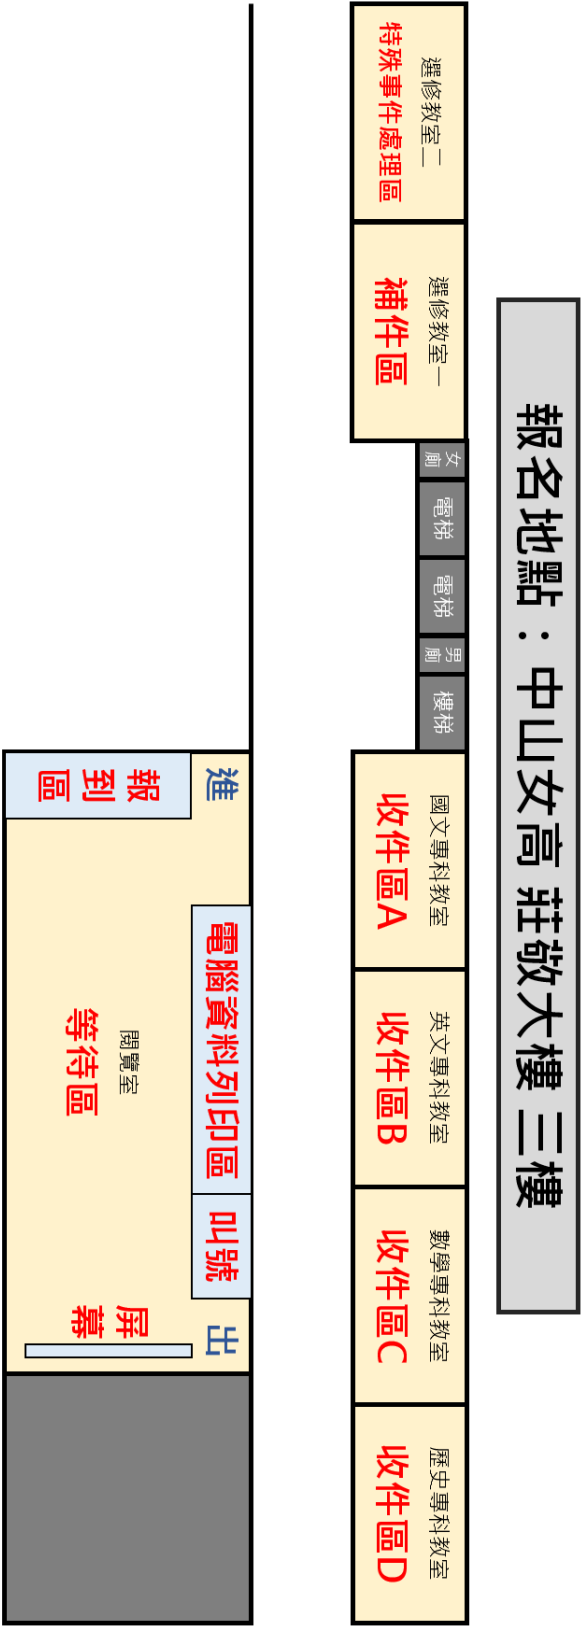 報名地點：中山女高 莊敬大樓 三樓
選修教室二
特殊事件處理區
選修教室一
補件區
女廁
電梯
電梯
男廁
樓梯
國文專科教室
收件區A
英文專科教室
收件區B
數學專科教室
收件區C
歷史專科教室
收件區D
進
報到區
電腦資料列印區
叫號
出
閱覽室
等待區
屏幕